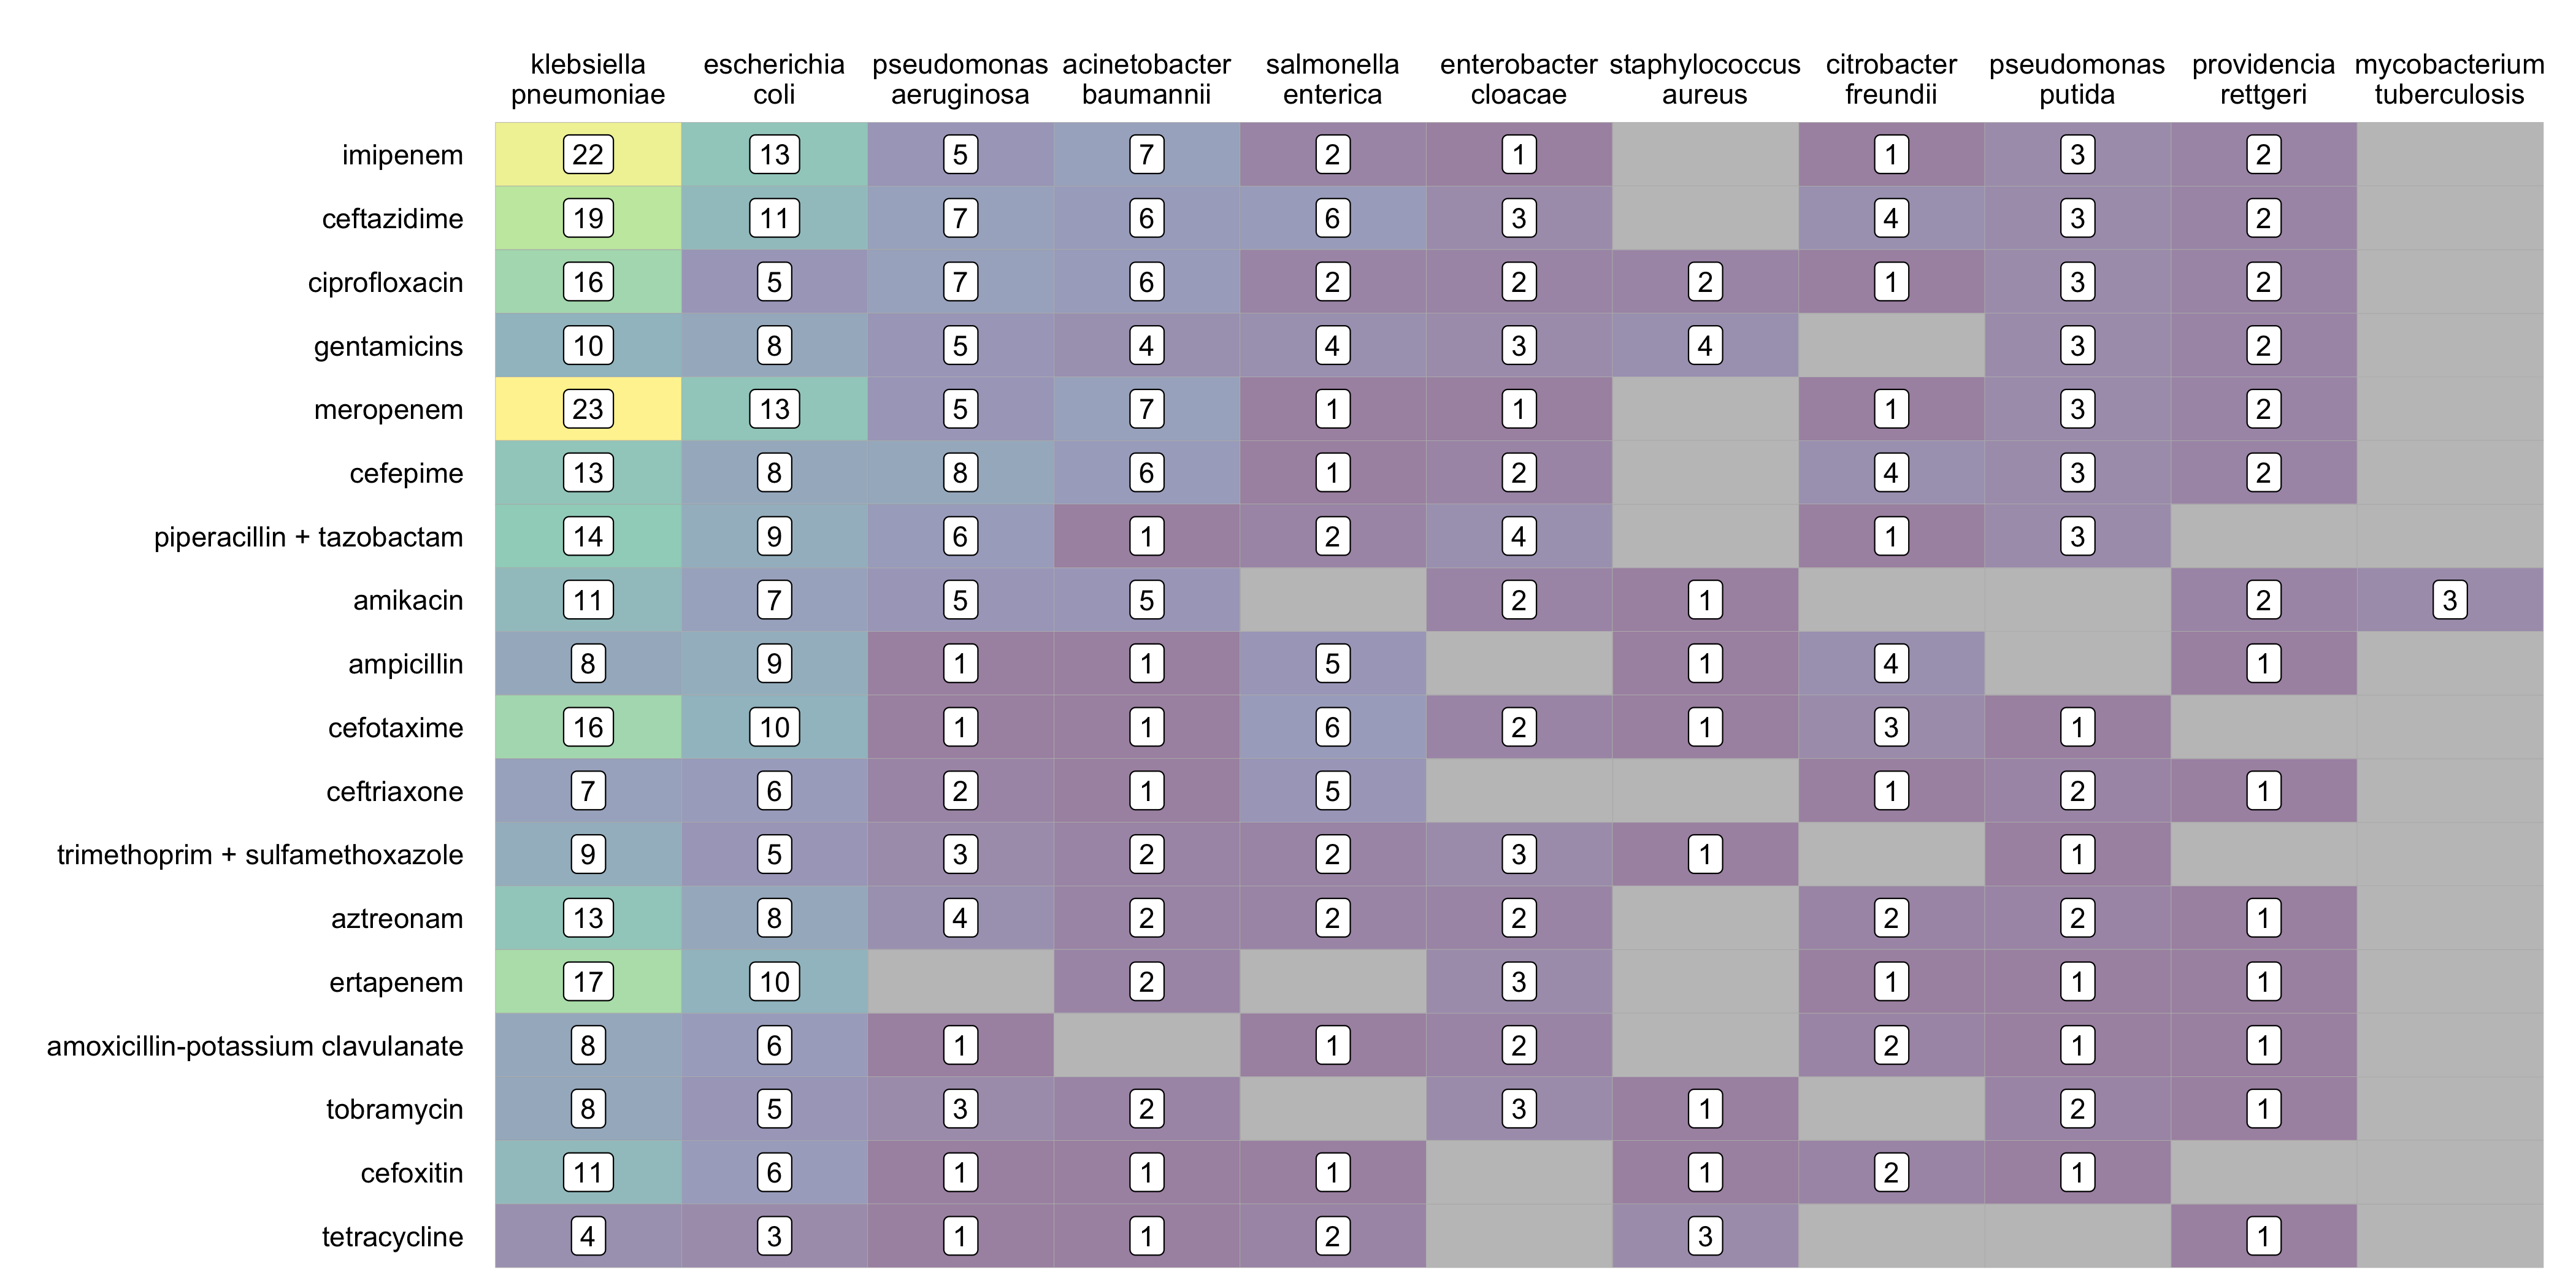 klebsiella escherichia pseudomonas acinetobacter salmonella enterobacter staphylococcus citrobacter pseudomonas providencia mycobacterium
pneumoniae coli aeruginosa baumannii enterica cloacae aureus freundii putida rettgeri tuberculosis
imipenem 22 13 5 7 2 1 1 3 2
ceftazidime 19 11 7 6 6 3 4 3 2
ciprofloxacin 16 5 7 6 2 2 2 1 3 2
gentamicins 10 8 5 4 4 3 4 3 2
meropenem 23 13 5 7 1 1 1 3 2
cefepime 13 8 8 6 1 2 4 3 2
piperacillin + tazobactam 14 9 6 1 2 4 1 3
amikacin 11 7 5 5 2 1 2 3
ampicillin 8 9 1 1 5 1 4 1
cefotaxime 16 10 1 1 6 2 1 3 1
ceftriaxone 7 6 2 1 5 1 2 1
trimethoprim + sulfamethoxazole 9 5 3 2 2 3 1 1
aztreonam 13 8 4 2 2 2 2 2 1
ertapenem 17 10 2 3 1 1 1
amoxicillin-potassium clavulanate 8 6 1 1 2 2 1 1
tobramycin 8 5 3 2 3 1 2 1
cefoxitin 11 6 1 1 1 1 2 1
tetracycline 4 3 1 1 2 3 1